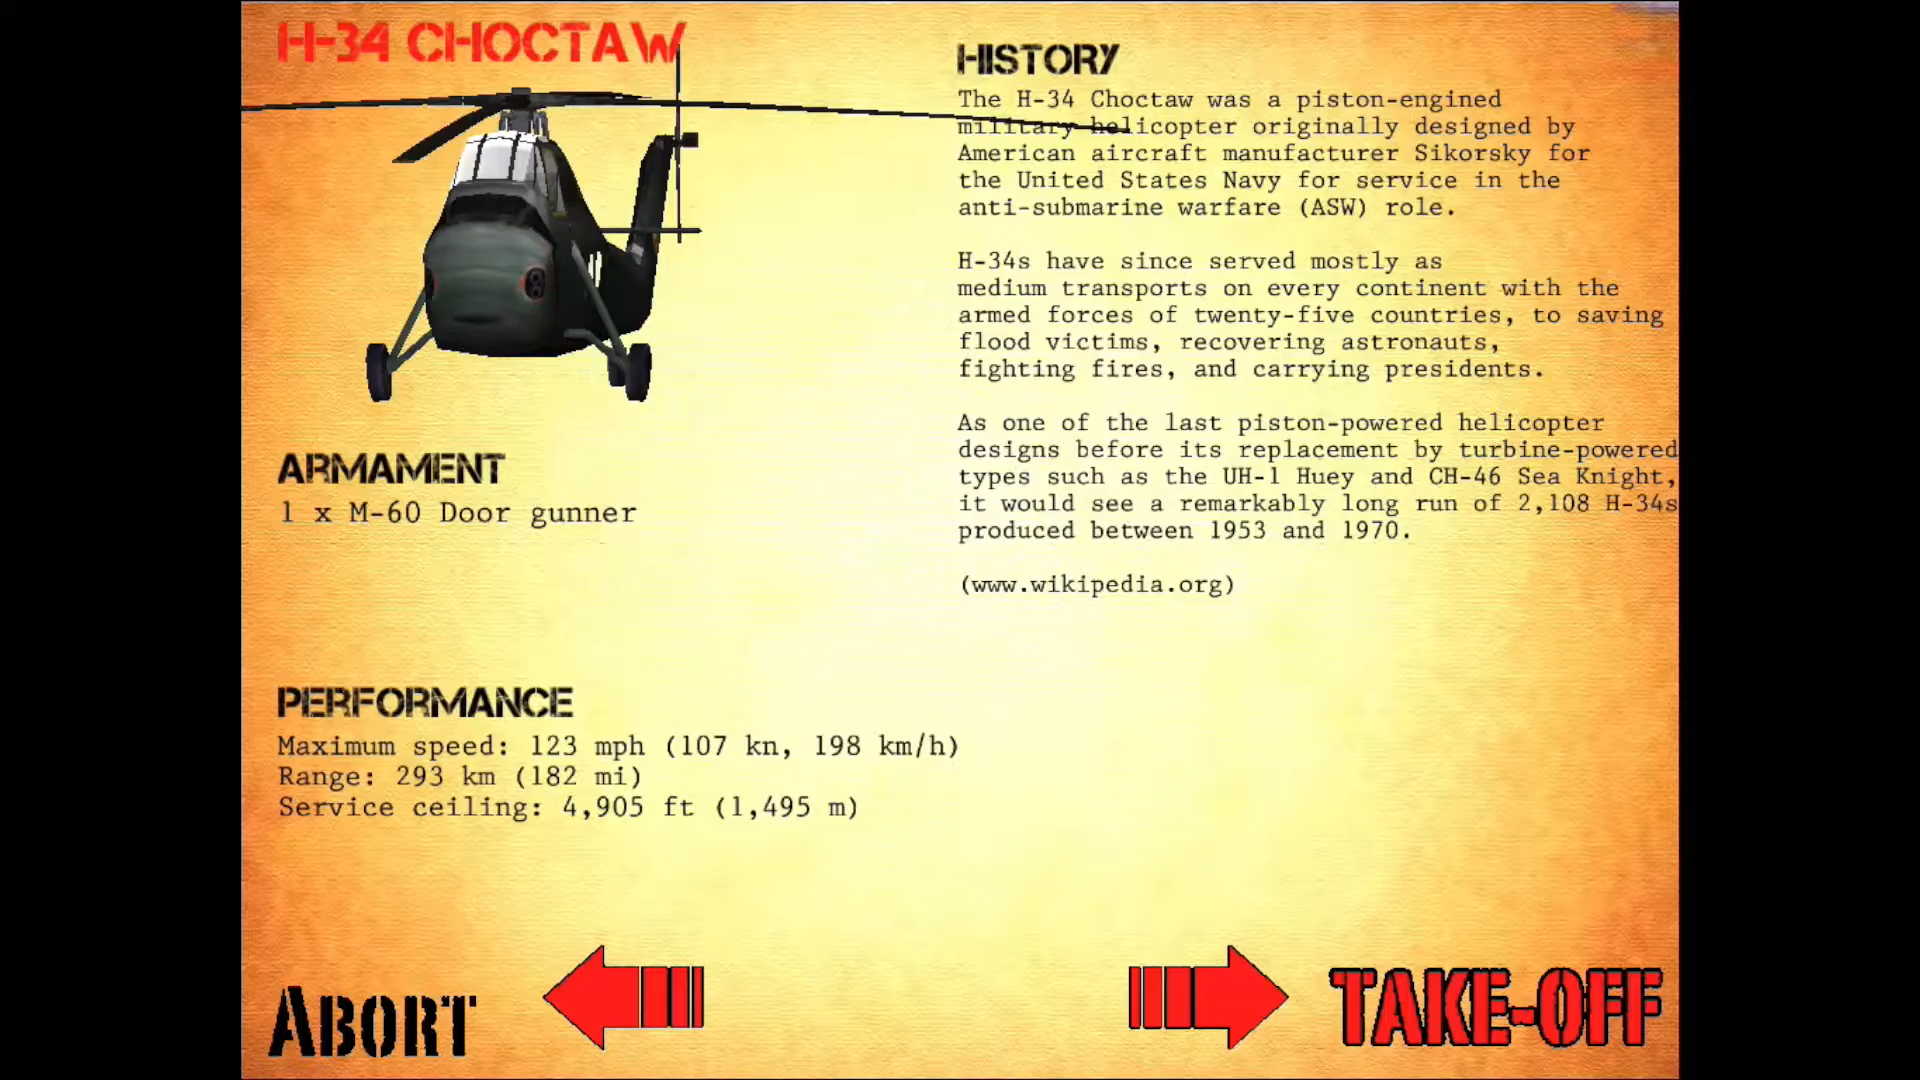 H-34 CHOCTAW
ARMAMENT
1 x M-60 Door gunner
PERFORMANCE
Maximum speed: 123 mph (107 kn, 198 km/h)
Range: 293 km (182 mi)
Service ceiling: 4,905 ft (1,495 m)
HISTORY
The H-34 Choctaw was a piston-engined
military helicopter originally designed by
American aircraft manufacturer Sikorsky for
the United States Navy for service in the
anti-submarine warfare (ASW) role.
H-34s have since served mostly as
medium transports on every continent with the
armed forces of twenty-five countries, to saving
flood victims, recovering astronauts,
fighting fires, and carrying presidents.
As one of the last piston-powered helicopter
designs before its replacement by turbine-powered
types such as the UH-1 Huey and CH-46 Sea Knight,
it would see a remarkably long run of 2,108 H-34s
produced between 1953 and 1970.
(www.wikipedia.org)
ABORT
TAKE-OFF